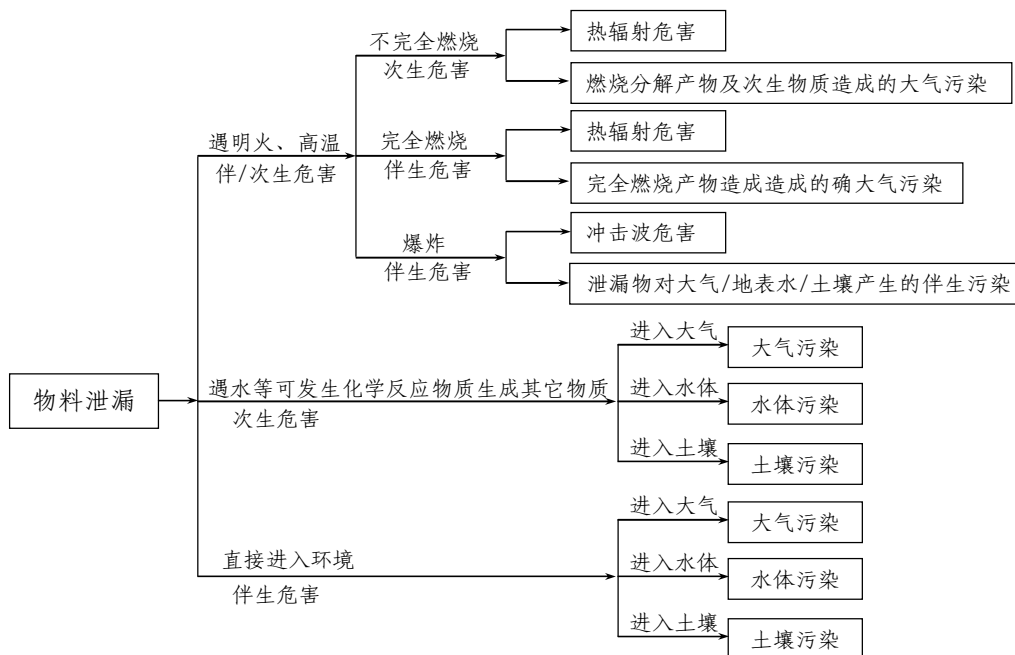 不完全燃烧
次生危害
热辐射危害
燃烧分解产物及次生物质造成的大气污染
遇明火、高温
伴/次生危害
完全燃烧
伴生危害
热辐射危害
完全燃烧产物造成造成的确大气污染
爆炸
伴生危害
冲击波危害
泄漏物对大气/地表水/土壤产生的伴生污染
物料泄漏
遇水等可发生化学反应物质生成其它物质
次生危害
进入大气
大气污染
进入水体
水体污染
进入土壤
土壤污染
直接进入环境
伴生危害
进入大气
大气污染
进入水体
水体污染
进入土壤
土壤污染